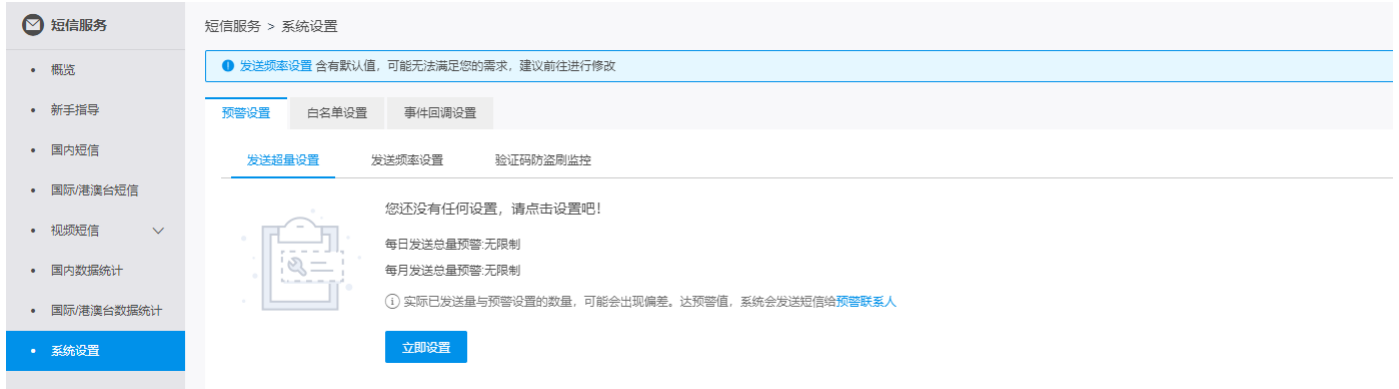 短信服务
概览
新手指导
国内短信
国际/港澳台短信
视频短信
国内数据统计
国际/港澳台数据统计
系统设置
短信服务 > 系统设置
发送频率设置 含有默认值，可能无法满足您的需求，建议前往进行修改
预警设置 白名单设置 事件回调设置
发送超量设置 发送频率设置 验证码防盗刷监控
您还没有任何设置，请点击设置吧！
每日发送总量预警:无限制
每月发送总量预警:无限制
实际已发送量与预警设置的数量，可能会出现偏差。达预警值，系统会发送短信给预警联系人
立即设置